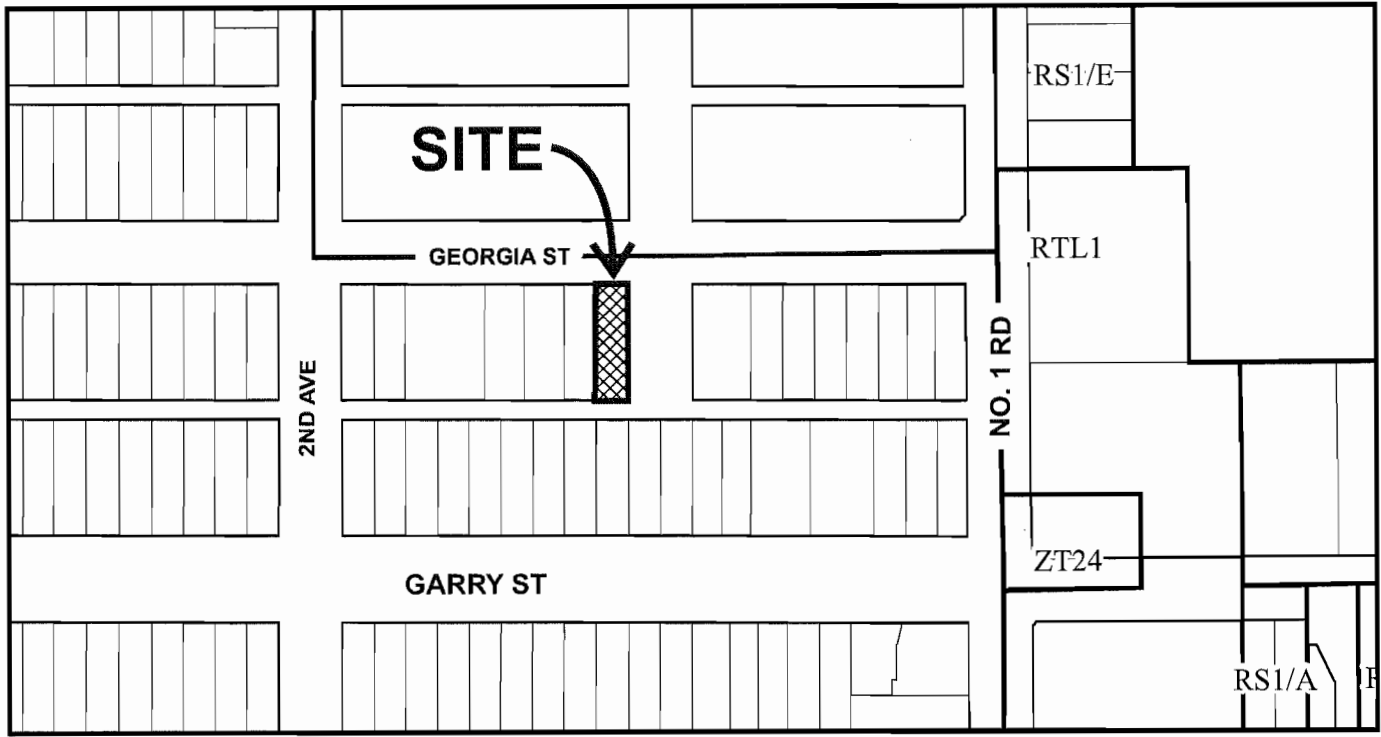 RS1/E
SITE
GEORGIA ST
RTL1
NO. 1 RD
2ND AVE
ZT24
GARRY ST
RS1/A